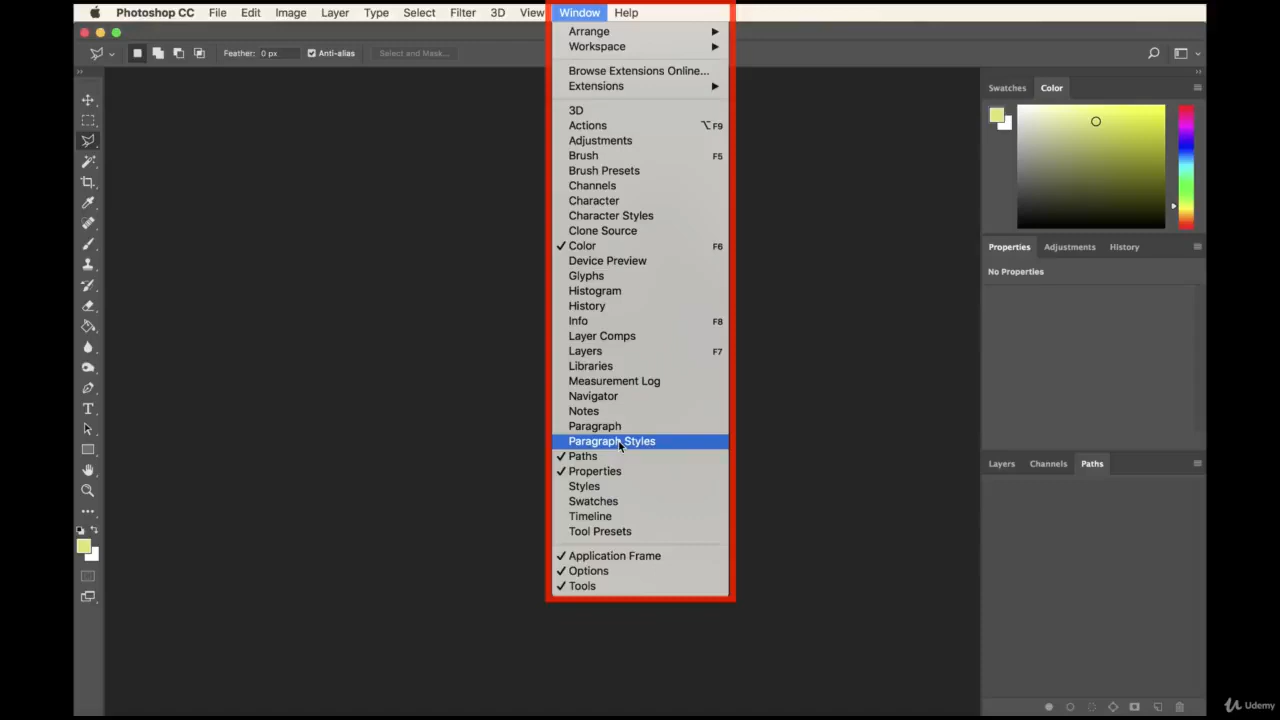 Photoshop CC File Edit Image Layer Type Select Filter 3D View Window Help
Feather: 0 px Anti-alias Select and Mask...
Arrange
Workspace
Browse Extensions Online...
Extensions
3D
Actions ⌥F9
Adjustments
Brush F5
Brush Presets
Channels
Character
Character Styles
Clone Source
✓ Color F6
Device Preview
Glyphs
Histogram
History
Info F8
Layer Comps
Layers F7
Libraries
Measurement Log
Navigator
Notes
Paragraph
Paragraph Styles
✓ Paths
✓ Properties
Styles
Swatches
Timeline
Tool Presets
✓ Application Frame
✓ Options
✓ Tools
Swatches Color
Properties Adjustments History
No Properties
Layers Channels Paths
Udemy